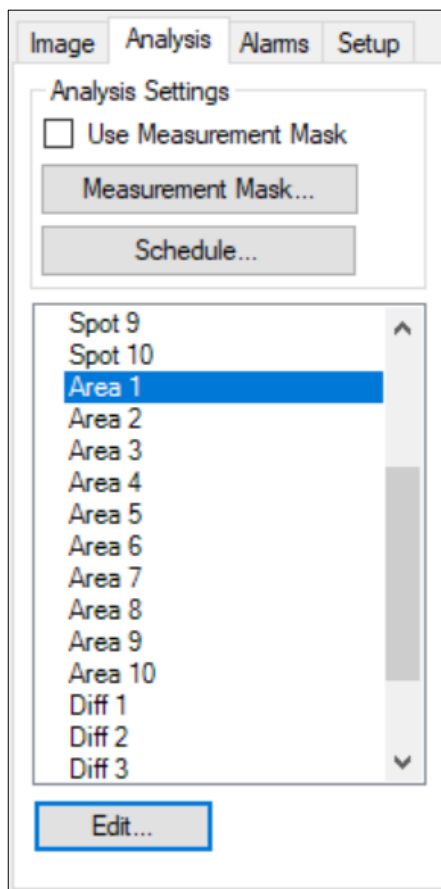 Image Analysis Alarms Setup
Analysis Settings
Use Measurement Mask
Measurement Mask...
Schedule...
Spot 9
Spot 10
Area 1
Area 2
Area 3
Area 4
Area 5
Area 6
Area 7
Area 8
Area 9
Area 10
Diff 1
Diff 2
Diff 3
Edit...